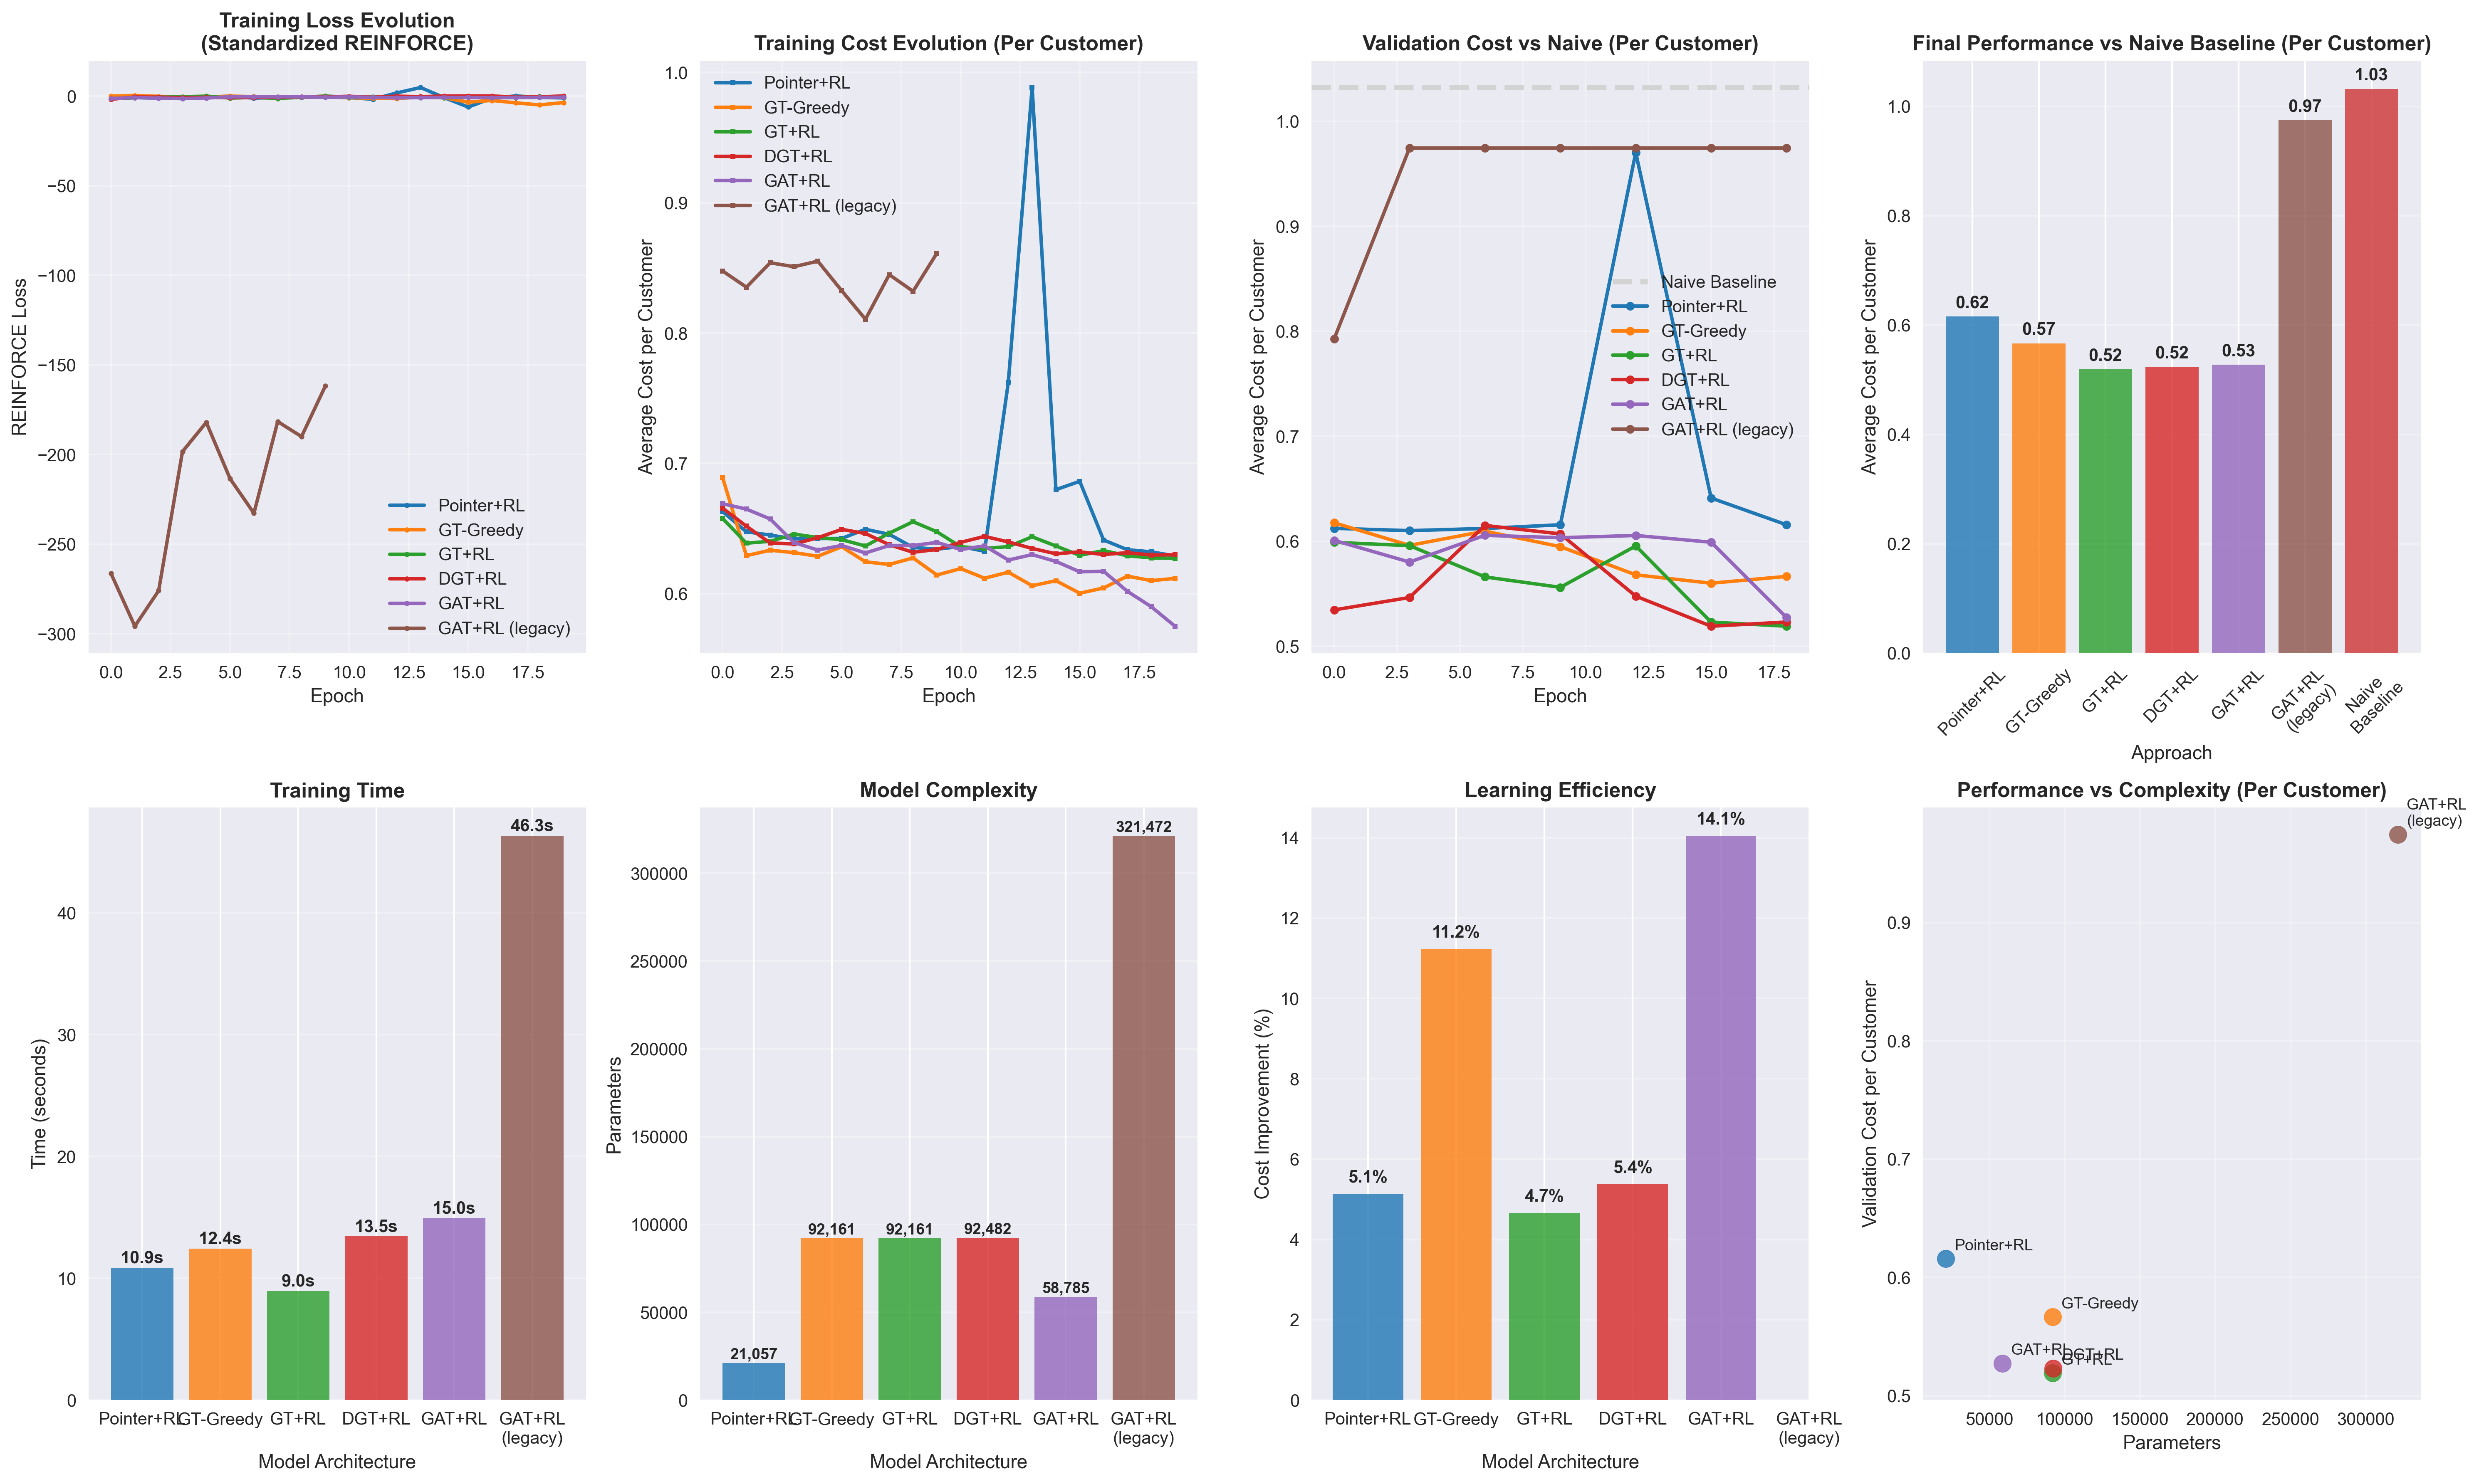 Training Loss Evolution
(Standardized REINFORCE)
REINFORCE Loss
0
−50
−100
−150
−200
−250
−300
Pointer+RL
GT-Greedy
GT+RL
DGT+RL
GAT+RL
GAT+RL (legacy)
0.0 2.5 5.0 7.5 10.0 12.5 15.0 17.5
Epoch
Training Cost Evolution (Per Customer)
Average Cost per Customer
1.0
0.9
0.8
0.7
0.6
Pointer+RL
GT-Greedy
GT+RL
DGT+RL
GAT+RL
GAT+RL (legacy)
0.0 2.5 5.0 7.5 10.0 12.5 15.0 17.5
Epoch
Validation Cost vs Naive (Per Customer)
Average Cost per Customer
1.0
0.9
0.8
0.7
0.6
0.5
Naive Baseline
Pointer+RL
GT-Greedy
GT+RL
DGT+RL
GAT+RL
GAT+RL (legacy)
0.0 2.5 5.0 7.5 10.0 12.5 15.0 17.5
Epoch
Final Performance vs Naive Baseline (Per Customer)
Average Cost per Customer
1.0
0.8
0.6
0.4
0.2
0.0
0.62
0.57
0.52
0.52
0.53
0.97
1.03
Pointer+RL
GT-Greedy
GT+RL
DGT+RL
GAT+RL
GAT+RL
(legacy)
Naive
Baseline
Approach
Training Time
Time (seconds)
40
30
20
10
0
10.9s
12.4s
9.0s
13.5s
15.0s
46.3s
Pointer+RL GT-Greedy GT+RL DGT+RL GAT+RL GAT+RL
(legacy)
Model Architecture
Model Complexity
Parameters
300000
250000
200000
150000
100000
50000
0
21,057
92,161
92,161
92,482
58,785
321,472
Pointer+RL GT-Greedy GT+RL DGT+RL GAT+RL GAT+RL
(legacy)
Model Architecture
Learning Efficiency
Cost Improvement (%)
14
12
10
8
6
4
2
0
5.1%
11.2%
4.7%
5.4%
14.1%
Pointer+RL GT-Greedy GT+RL DGT+RL GAT+RL GAT+RL
(legacy)
Model Architecture
Performance vs Complexity (Per Customer)
Validation Cost per Customer
0.9
0.8
0.7
0.6
0.5
GAT+RL
(legacy)
Pointer+RL
GT-Greedy
GAT+RL
DGT+RL
GT+RL
50000 100000 150000 200000 250000 300000
Parameters